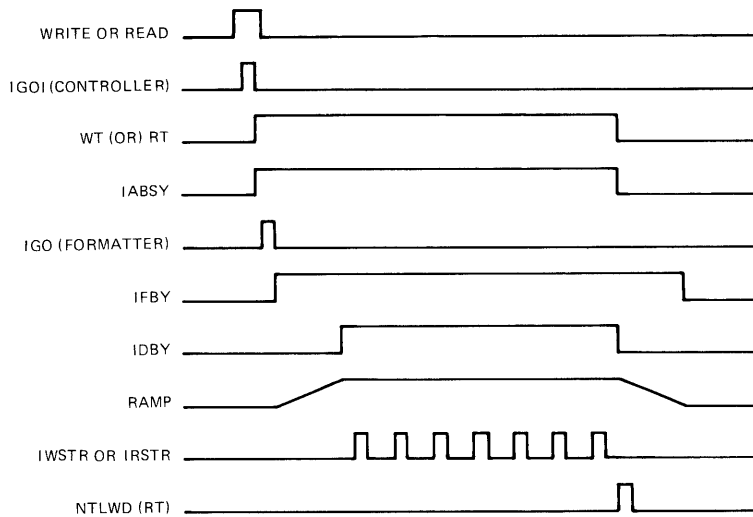 WRITE OR READ
IGOI (CONTROLLER)
WT (OR) RT
IABSY
IGO (FORMATTER)
IFBY
IDBY
RAMP
IWSTR OR IRSTR
NTLWD (RT)